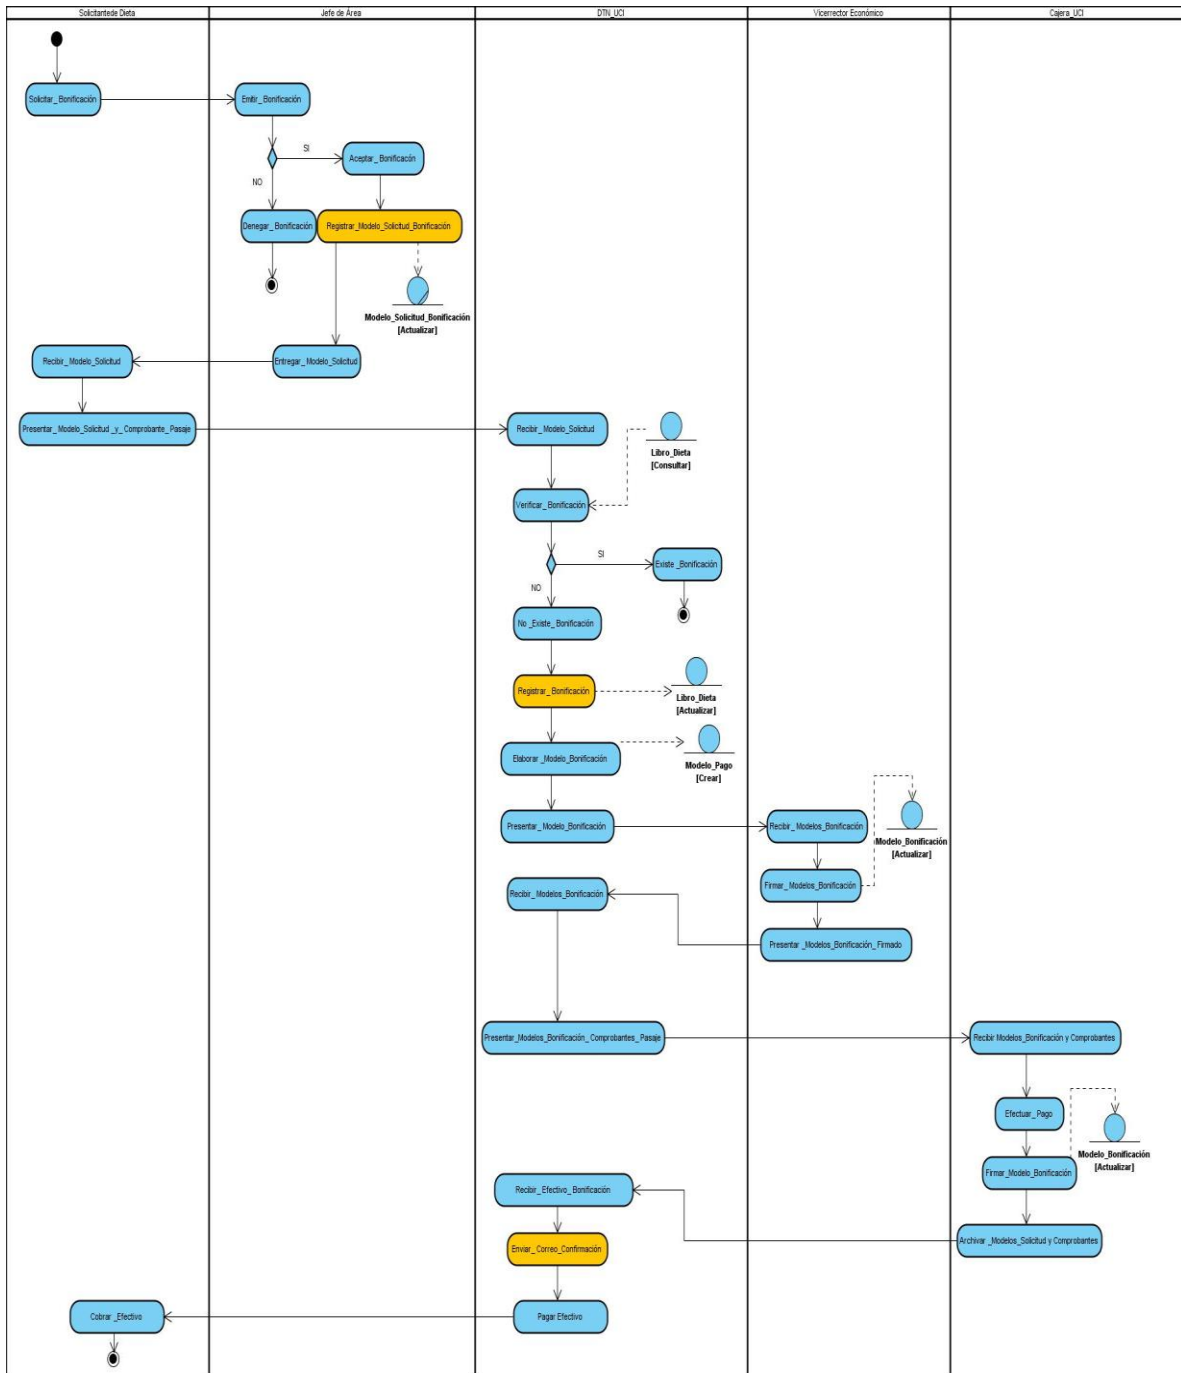 Solicitantede Dieta
Jefe de Área
DTN_UCI
Vicerrector Económico
Cajera_UCI
Solicitar_Bonificación
Emitir_Bonificación
SI
Aceptar_Bonificacón
NO
Denegar_Bonificación
Registrar_Modelo_Solicitud_Bonificación
Modelo_Solicitud_Bonificación
[Actualizar]
Recibir_Modelo_Solicitud
Entregar_Modelo_Solicitud
Presentar_Modelo_Solicitud_y_Comprobante_Pasaje
Recibir_Modelo_Solicitud
Libro_Dieta
[Consultar]
Verificar_Bonificación
SI
Existe_Bonificación
NO
No_Existe_Bonificación
Registrar_Bonificación
Libro_Dieta
[Actualizar]
Elaborar_Modelo_Bonificación
Modelo_Pago
[Crear]
Presentar_Modelo_Bonificación
Recibir_Modelos_Bonificación
Modelo_Bonificación
[Actualizar]
Firmar_Modelos_Bonificación
Recibir_Modelos_Bonificación
Presentar_Modelos_Bonificación_Firmado
Presentar_Modelos_Bonificación_Comprobantes_Pasaje
Recibir Modelos_Bonificación y Comprobantes
Efectuar_Pago
Modelo_Bonificación
[Actualizar]
Firmar_Modelo_Bonificación
Recibir_Efectivo_Bonificación
Enviar_Correo_Confirmación
Archivar_Modelos_Solicitud y Comprobantes
Cobrar_Efectivo
Pagar Efectivo